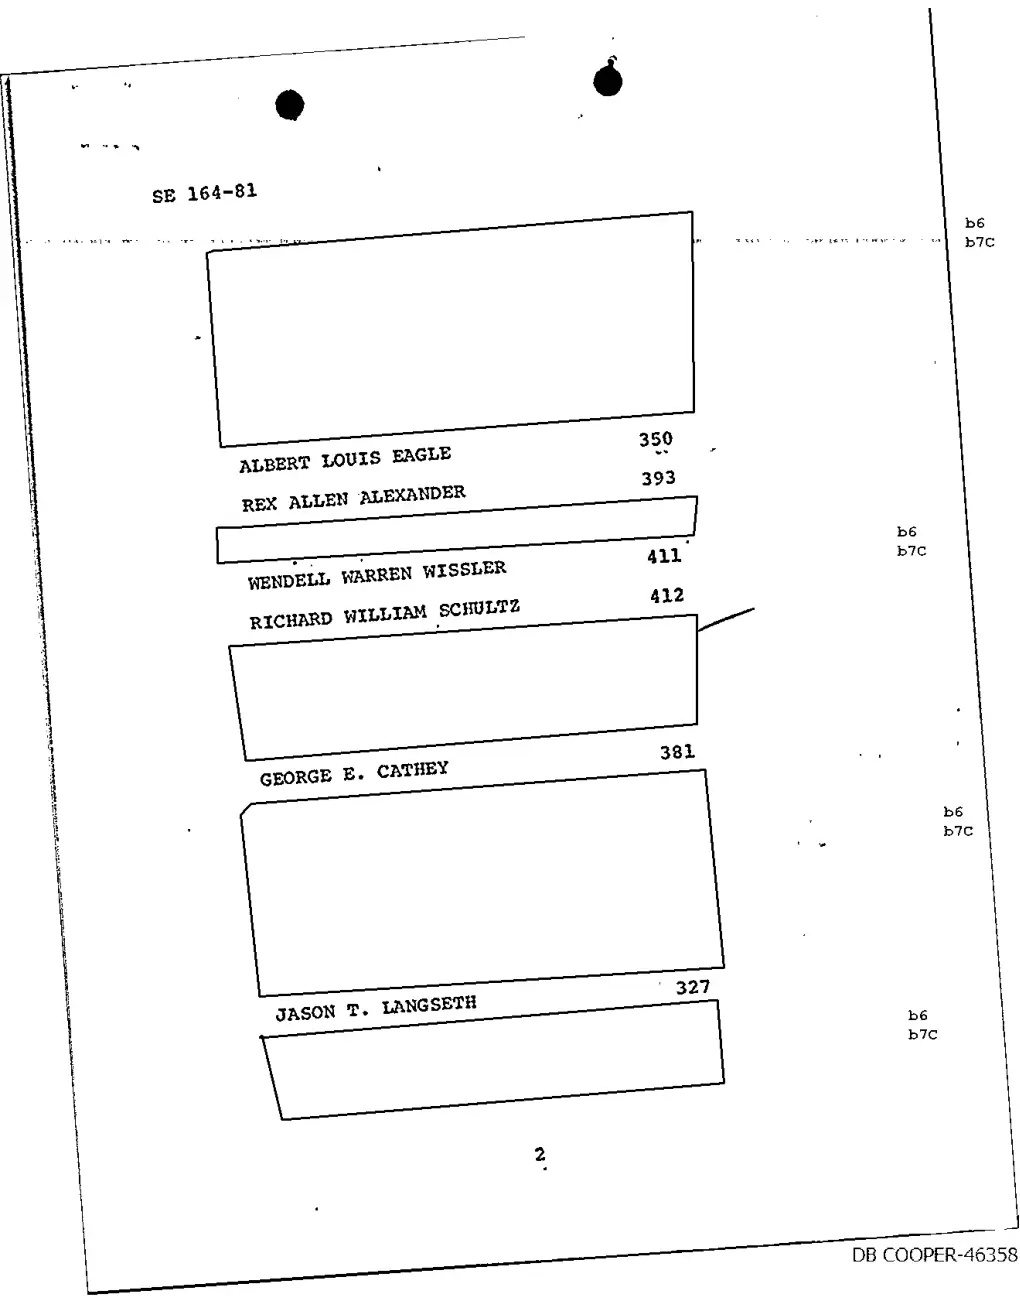 SE 164-81
b6
b7C
ALBERT LOUIS EAGLE 350
REX ALLEN ALEXANDER 393
b6
b7C
WENDELL WARREN WISSLER 411
RICHARD WILLIAM SCHULTZ 412
GEORGE E. CATHEY 381
b6
b7C
JASON T. LANGSETH 327
b6
b7C
2
DB COOPER-46358